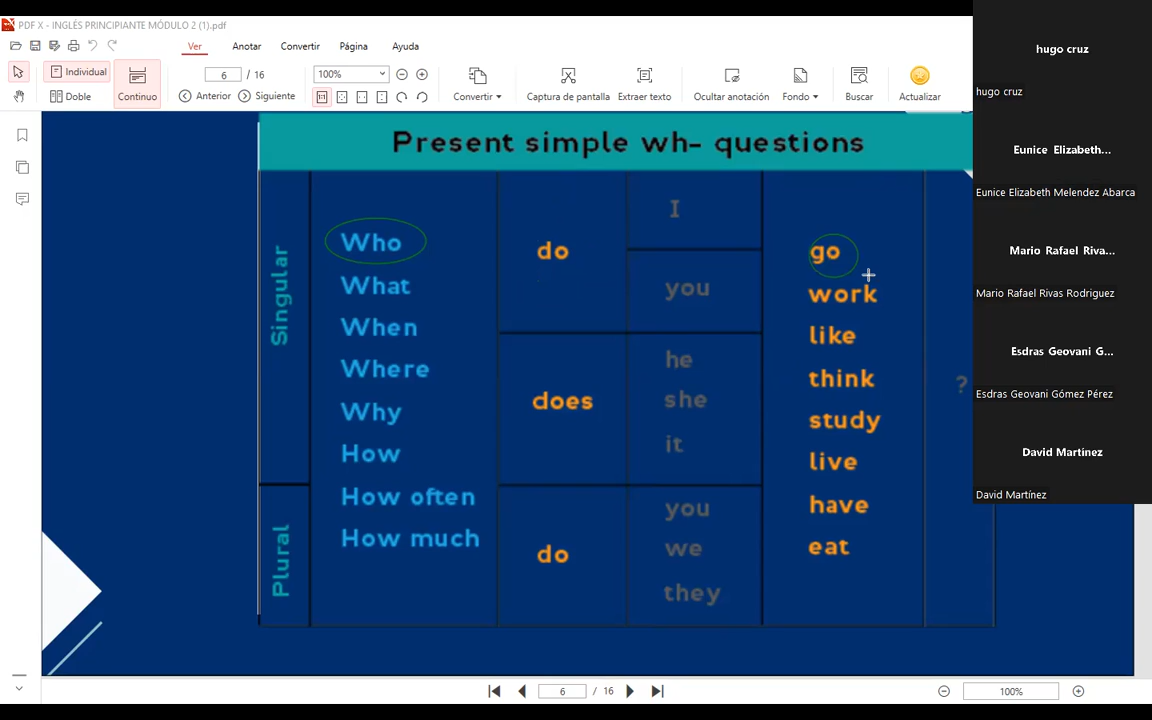 PDF X - INGLÉS PRINCIPIANTE MÓDULO 2 (1).pdf
Ver Anotar Convertir Página Ayuda
Individual
Doble
Continuo
6 / 16
Anterior Siguiente
100%
Convertir
Captura de pantalla
Extraer texto
Ocultar anotación
Fondo
Buscar
Actualizar
Present simple wh- questions
Singular
Plural
Who
What
When
Where
Why
How
How often
How much
do
does
do
I
you
he
she
it
you
we
they
go
work
like
think
study
live
have
eat
?
hugo cruz
hugo cruz
Eunice Elizabeth...
Eunice Elizabeth Melendez Abarca
Mario Rafael Riva...
Mario Rafael Rivas Rodriguez
Esdras Geovani G...
Esdras Geovani Gómez Pérez
David Martinez
David Martínez
6 / 16
100%